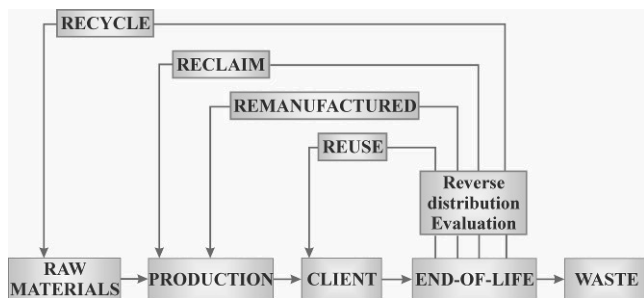 RECYCLE
RECLAIM
REMANUFACTURED
REUSE
Reverse
distribution
Evaluation
RAW
MATERIALS
PRODUCTION
CLIENT
END-OF-LIFE
WASTE